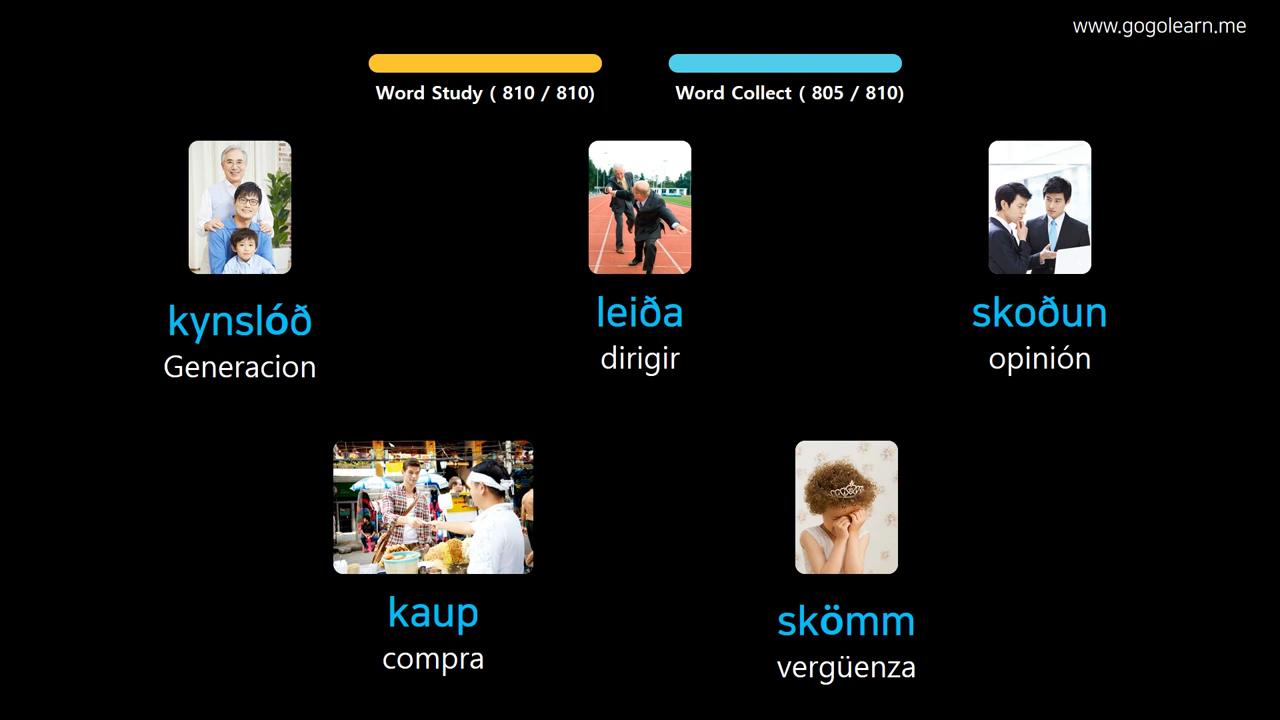 www.gogolearn.me
Word Study ( 810 / 810)
Word Collect ( 805 / 810)
kynslóð
Generacion
leiða
dirigir
skoðun
opinión
kaup
compra
skömm
vergüenza